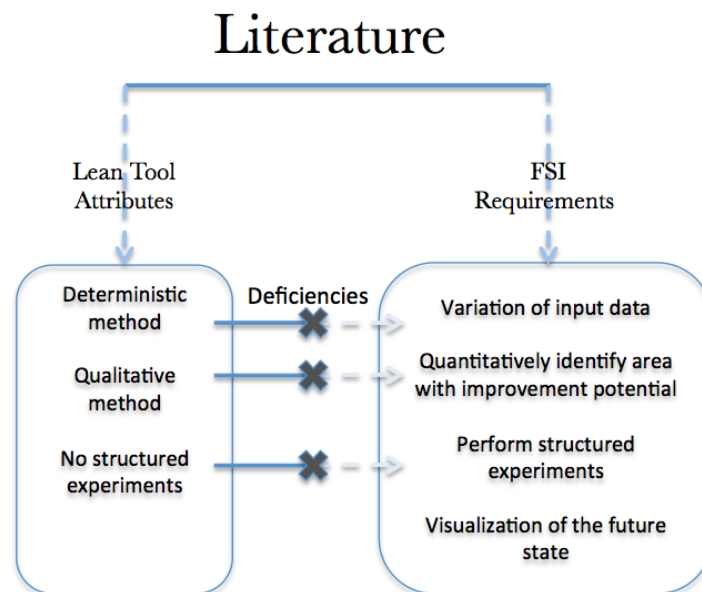 Literature
Lean Tool
Attributes
FSI
Requirements
Deterministic
method
Qualitative
method
No structured
experiments
Deficiencies
Variation of input data
Quantitatively identify area
with improvement potential
Perform structured
experiments
Visualization of the future
state